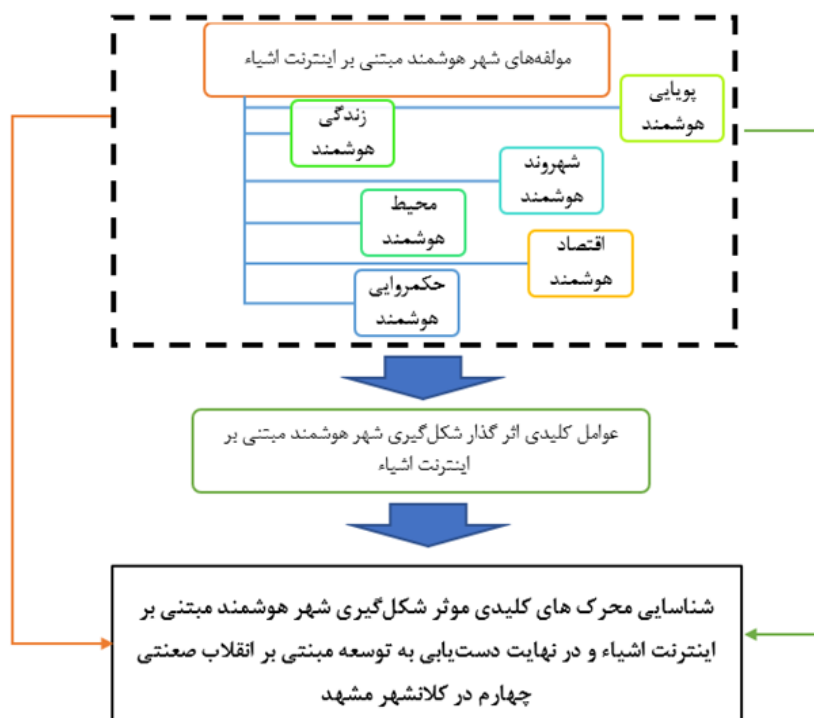 مولفه‌های شهر هوشمند مبتنی بر اینترنت اشیاء
پویایی
هوشمند
زندگی
هوشمند
شهروند
هوشمند
محیط
هوشمند
اقتصاد
هوشمند
حکمروایی
هوشمند
عوامل کلیدی اثر گذار شکل‌گیری شهر هوشمند مبتنی بر
اینترنت اشیاء
شناسایی محرک های کلیدی موثر شکل‌گیری شهر هوشمند مبتنی بر
اینترنت اشیاء و در نهایت دست‌یابی به توسعه مبنتی بر انقلاب صنعتی
چهارم در کلانشهر مشهد